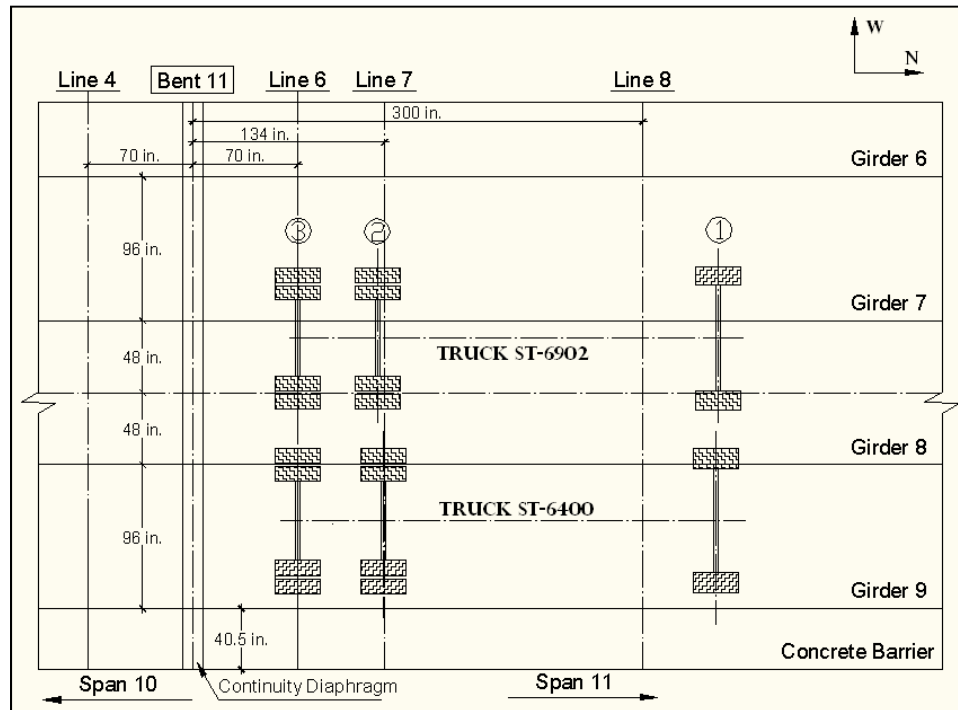 W
N
Line 4
Bent 11
Line 6
Line 7
Line 8
300 in.
134 in.
70 in.
70 in.
Girder 6
96 in.
3
2
1
Girder 7
48 in.
TRUCK ST-6902
48 in.
Girder 8
TRUCK ST-6400
96 in.
Girder 9
40.5 in.
Concrete Barrier
Span 10
Continuity Diaphragm
Span 11